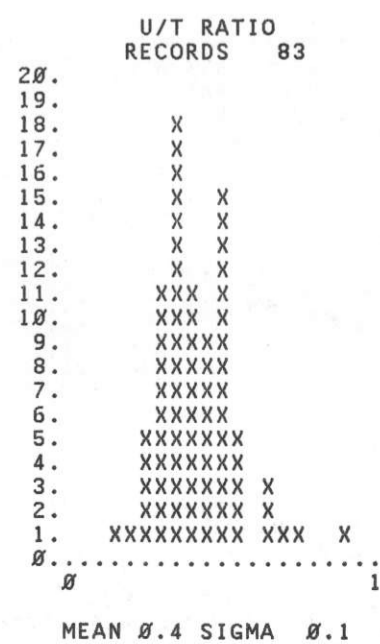 U/T RATIO
RECORDS 83
2Ø.
19.
18. X
17. X
16. X
15. X X
14. X X
13. X X
12. X X
11. XXX X
1Ø. XXX X
9. XXXXX
8. XXXXX
7. XXXXX
6. XXXXX
5. XXXXXXX
4. XXXXXXX
3. XXXXXXX X
2. XXXXXXX X
1. XXXXXXXXX XXX X
Ø...............................
Ø 1
MEAN Ø.4 SIGMA Ø.1